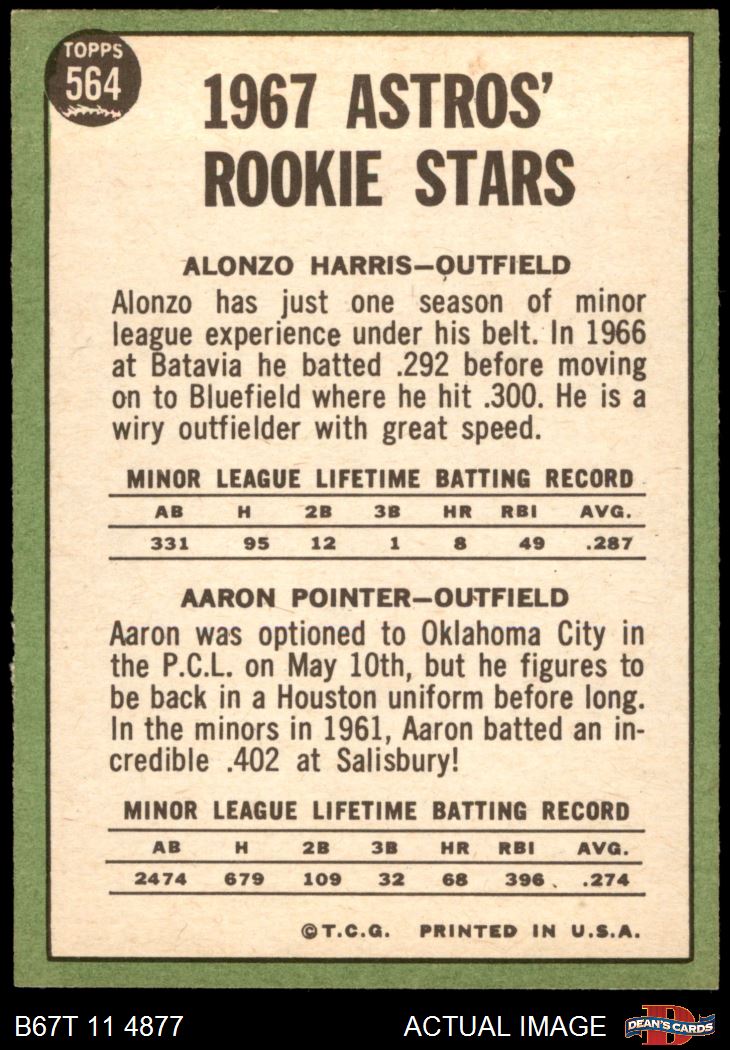 TOPPS
564
1967 ASTROS'
ROOKIE STARS
ALONZO HARRIS—OUTFIELD
Alonzo has just one season of minor
league experience under his belt. In 1966
at Batavia he batted .292 before moving
on to Bluefield where he hit .300. He is a
wiry outfielder with great speed.
MINOR LEAGUE LIFETIME BATTING RECORD
AB H 2B 3B HR RBI AVG.
331 95 12 1 8 49 .287
AARON POINTER—OUTFIELD
Aaron was optioned to Oklahoma City in
the P.C.L. on May 10th, but he figures to
be back in a Houston uniform before long.
In the minors in 1961, Aaron batted an in-
credible .402 at Salisbury!
MINOR LEAGUE LIFETIME BATTING RECORD
AB H 2B 3B HR RBI AVG.
2474 679 109 32 68 396 .274
©T.C.G. PRINTED IN U.S.A.
B67T 11 4877 ACTUAL IMAGE D DEAN'S CARDS